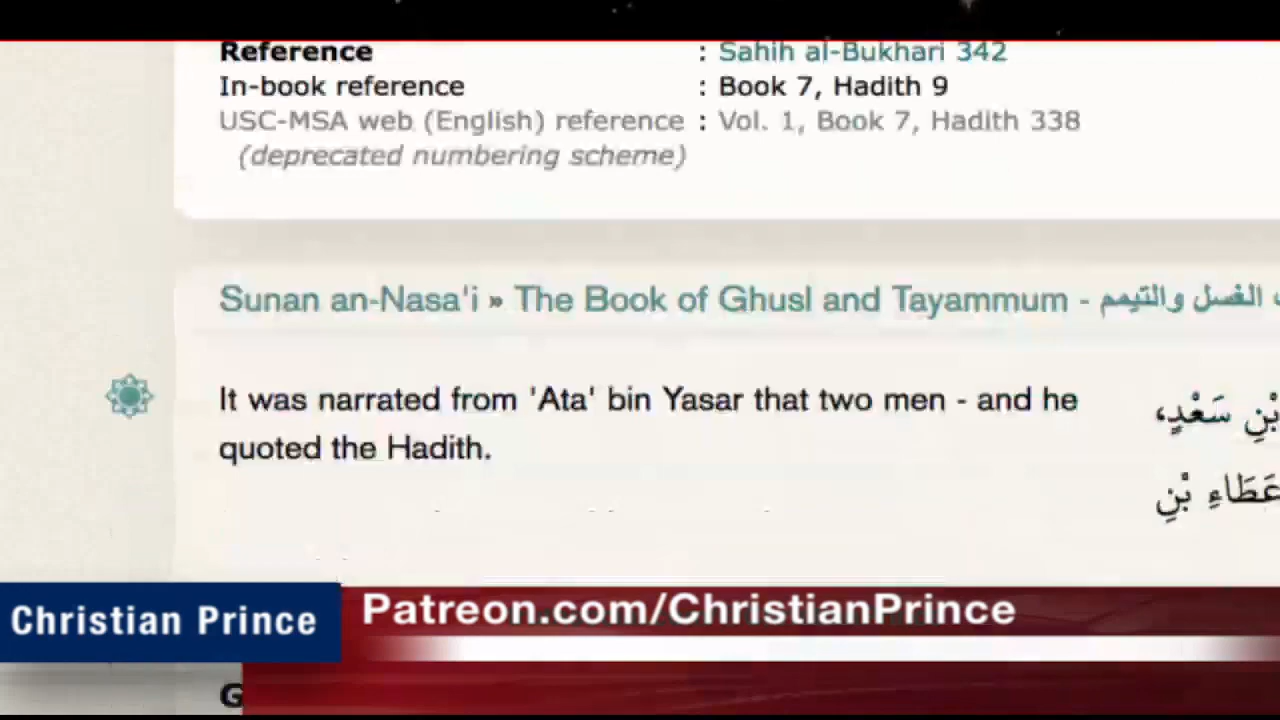 Reference : Sahih al-Bukhari 342
In-book reference : Book 7, Hadith 9
USC-MSA web (English) reference : Vol. 1, Book 7, Hadith 338
(deprecated numbering scheme)
Sunan an-Nasa'i » The Book of Ghusl and Tayammum - الغسل والتيمم
It was narrated from 'Ata' bin Yasar that two men - and he
quoted the Hadith.
بْنِ سَعْدٍ،
عَطَاءِ بْنِ
Christian Prince
Patreon.com/ChristianPrince
G